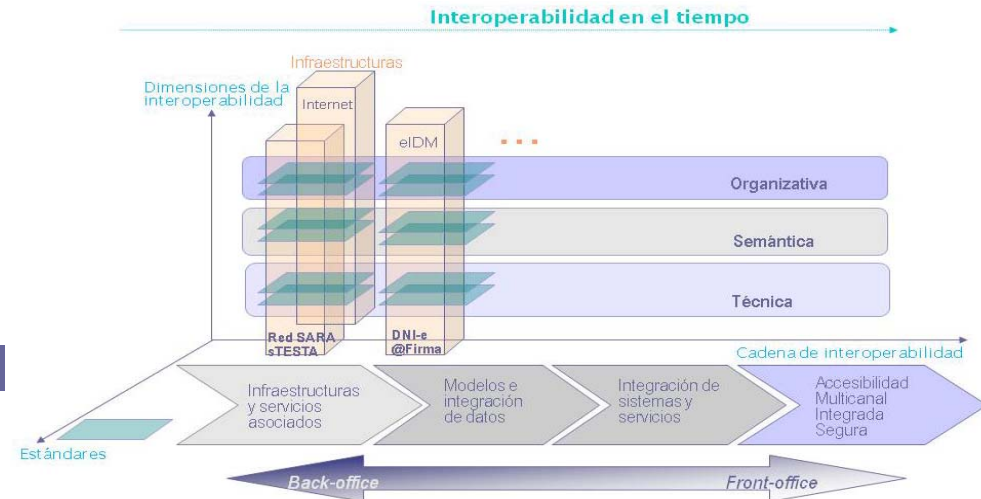 Interoperabilidad en el tiempo
Infraestructuras
Dimensiones de la
interoperabilidad
Internet
eIDM
...
Organizativa
Semántica
Técnica
Red SARA
sTESTA
DNI-e
@Firma
Cadena de interoperabilidad
Infraestructuras
y servicios
asociados
Modelos e
integración
de datos
Integración de
sistemas y
servicios
Accesibilidad
Multicanal
Integrada
Segura
Estándares
Back-office
Front-office